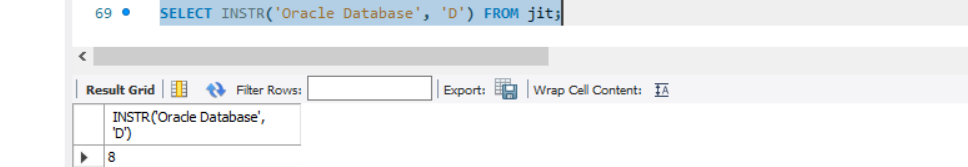 69 SELECT INSTR('Oracle Database', 'D') FROM jit;
Result Grid Filter Rows: Export: Wrap Cell Content: IA
INSTR('Oracle Database',
'D')
8